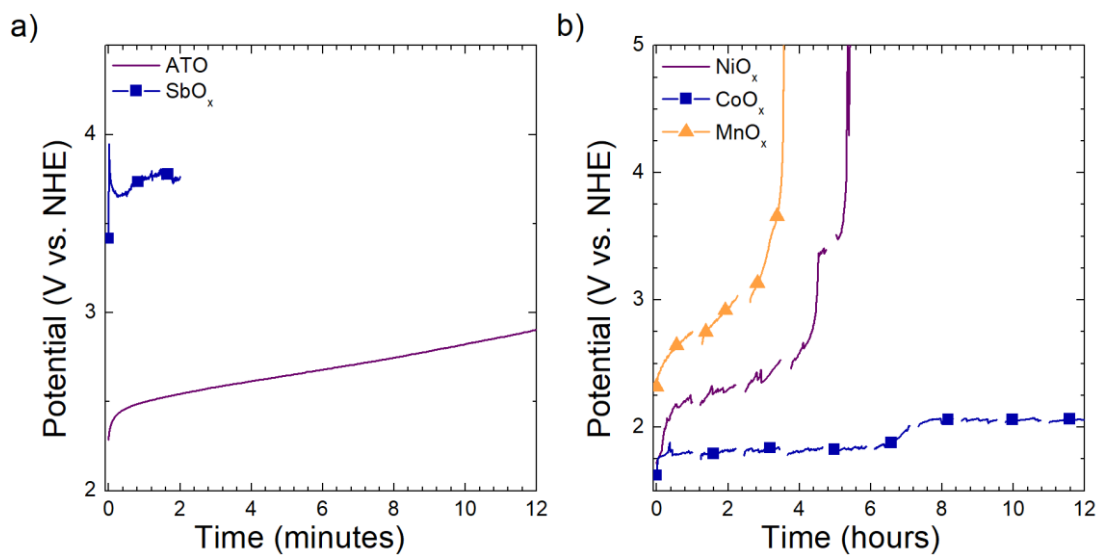 a)
ATO
SbOₓ
4
3
2
Potential (V vs. NHE)
0 2 4 6 8 10 12
Time (minutes)
b)
NiOₓ
CoOₓ
MnOₓ
5
4
3
2
Potential (V vs. NHE)
0 2 4 6 8 10 12
Time (hours)